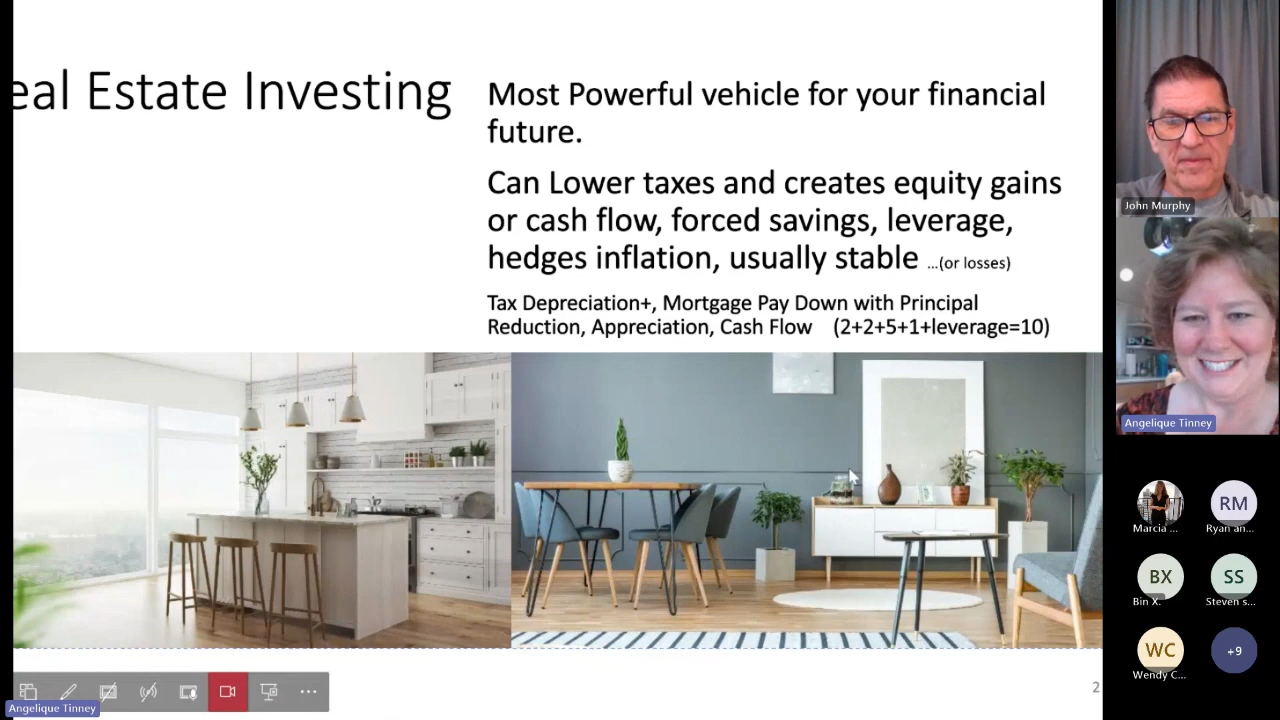 eal Estate Investing
Most Powerful vehicle for your financial
future.
Can Lower taxes and creates equity gains
or cash flow, forced savings, leverage,
hedges inflation, usually stable ...(or losses)
Tax Depreciation+, Mortgage Pay Down with Principal
Reduction, Appreciation, Cash Flow (2+2+5+1+leverage=10)
2
Angelique Tinney
John Murphy
Angelique Tinney
Marcia ...
RM
Ryan an...
BX
Bin X.
SS
Steven s...
WC
Wendy C...
+9